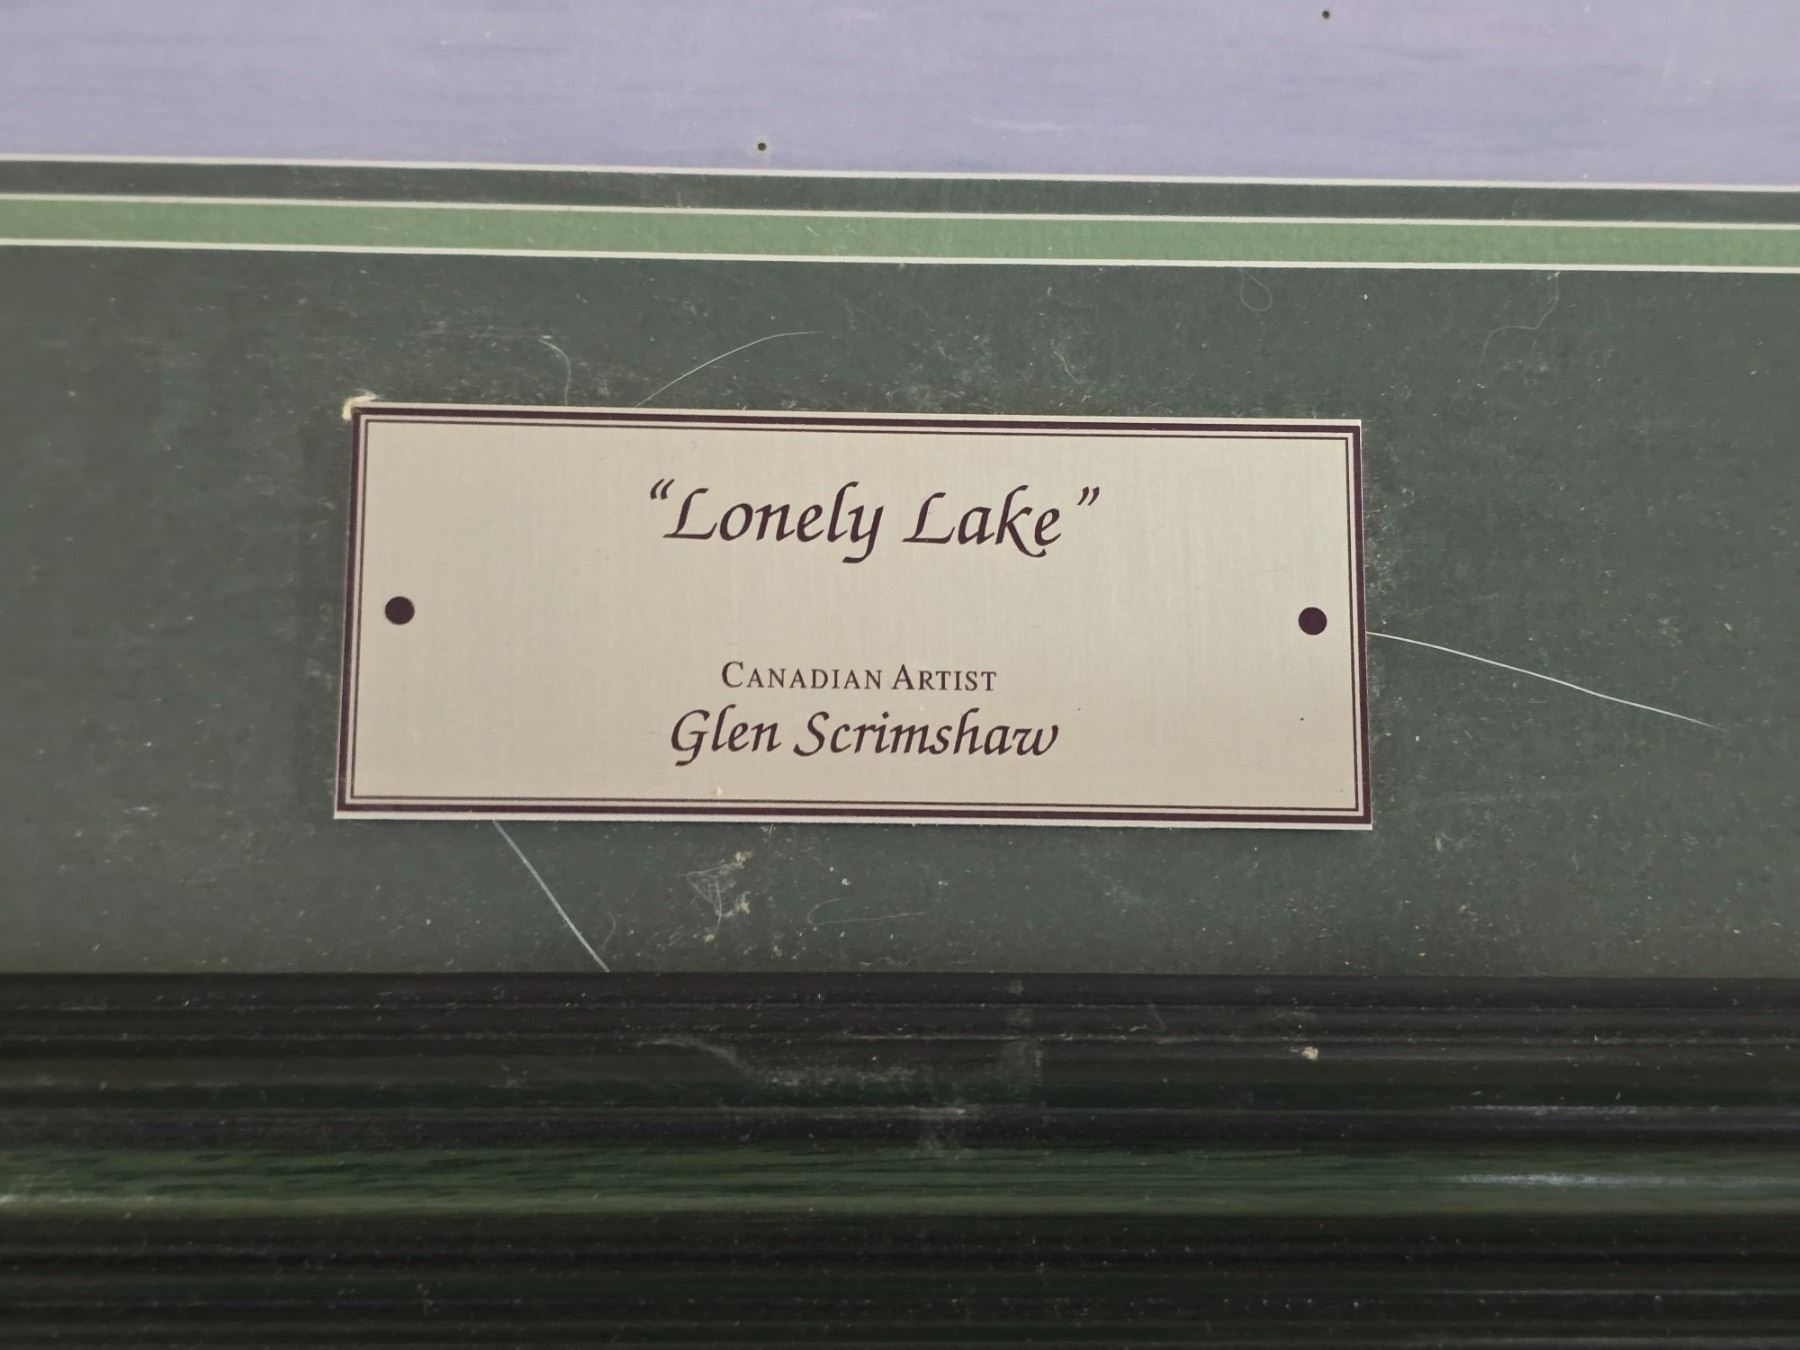 “Lonely Lake”
CANADIAN ARTIST
Glen Scrimshaw